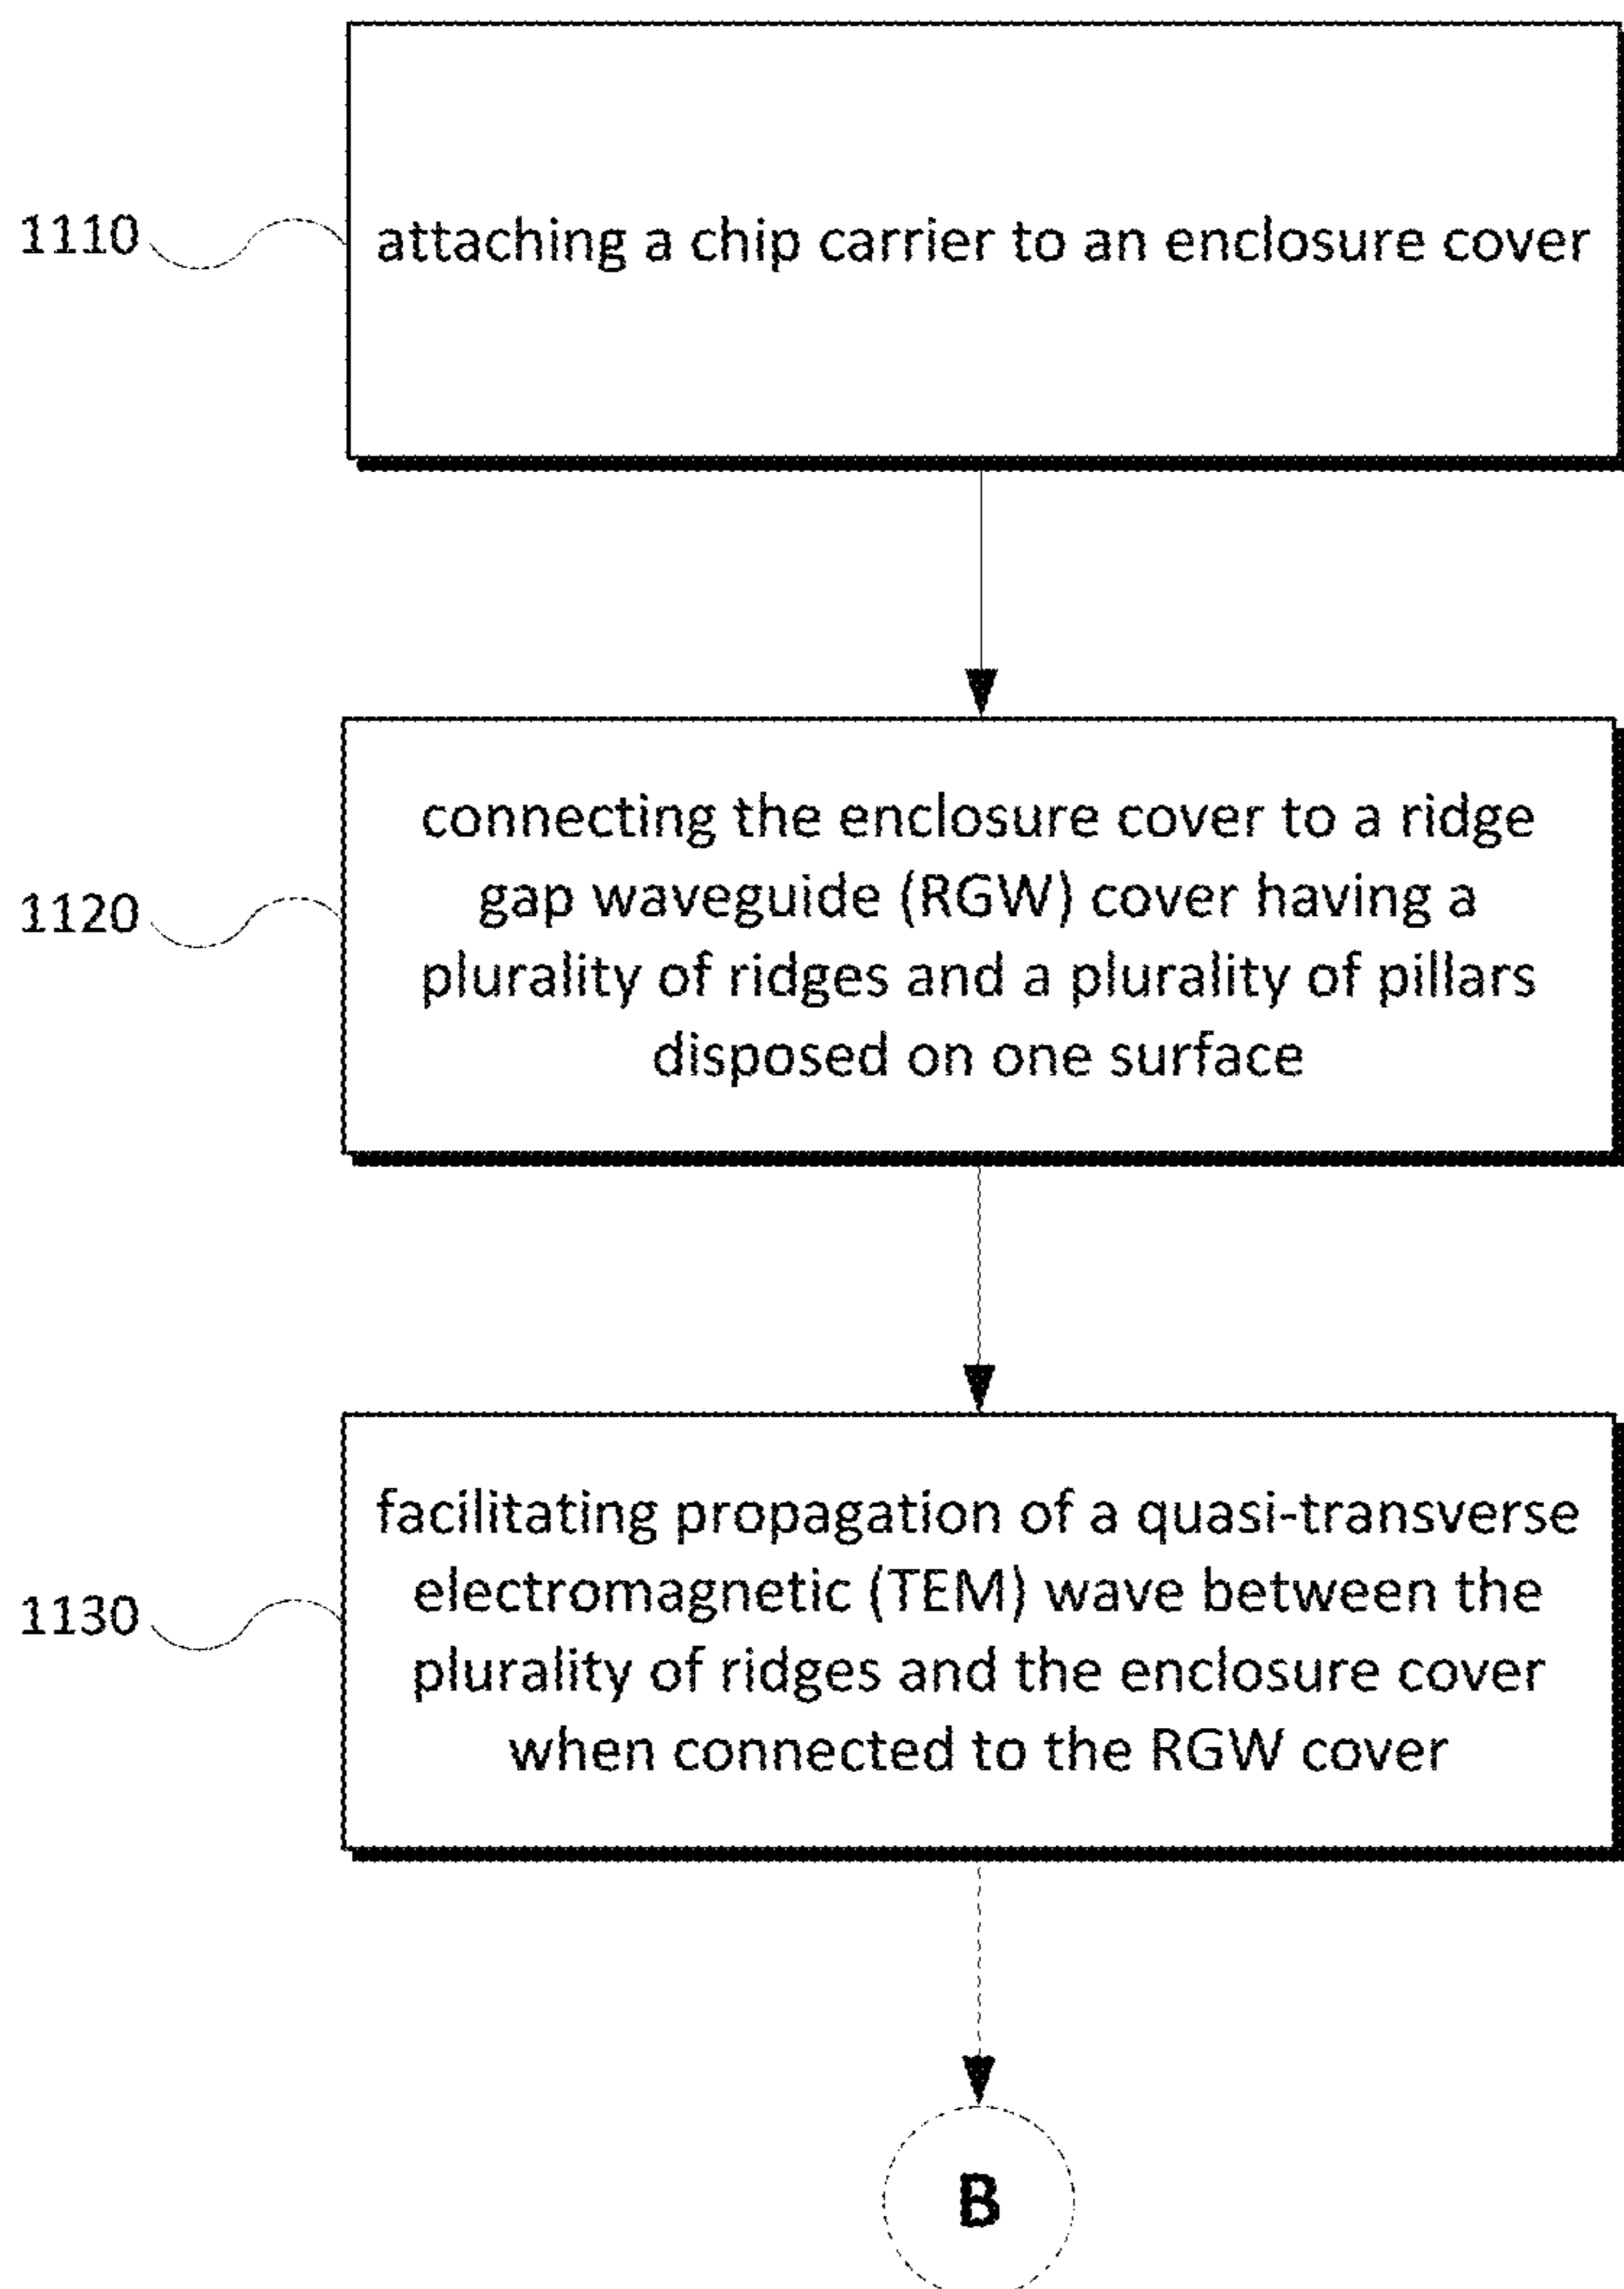 1110
attaching a chip carrier to an enclosure cover
1120
connecting the enclosure cover to a ridge
gap waveguide (RGW) cover having a
plurality of ridges and a plurality of pillars
disposed on one surface
1130
facilitating propagation of a quasi-transverse
electromagnetic (TEM) wave between the
plurality of ridges and the enclosure cover
when connected to the RGW cover
B